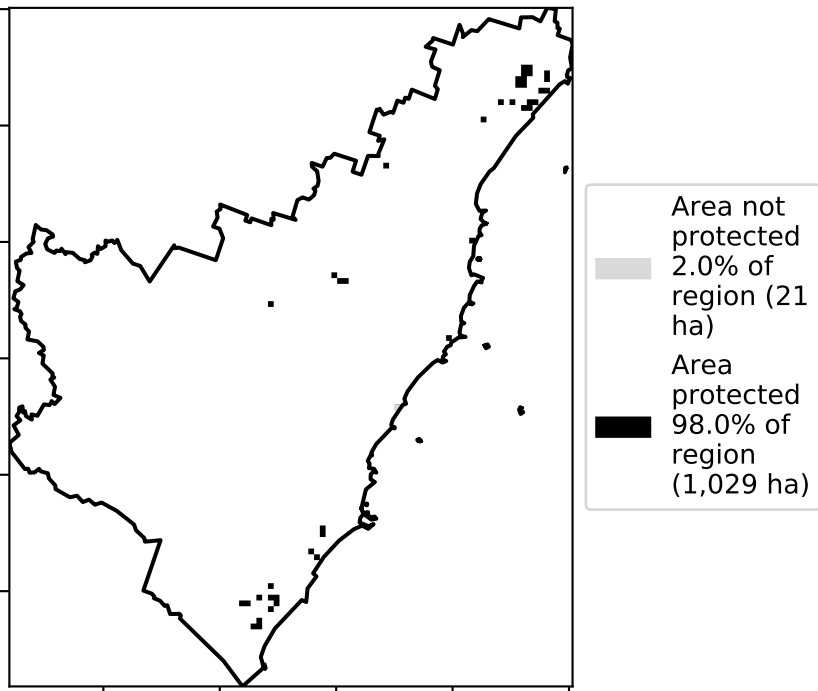 Area not
protected
2.0% of
region (21
ha)
Area
protected
98.0% of
region
(1,029 ha)